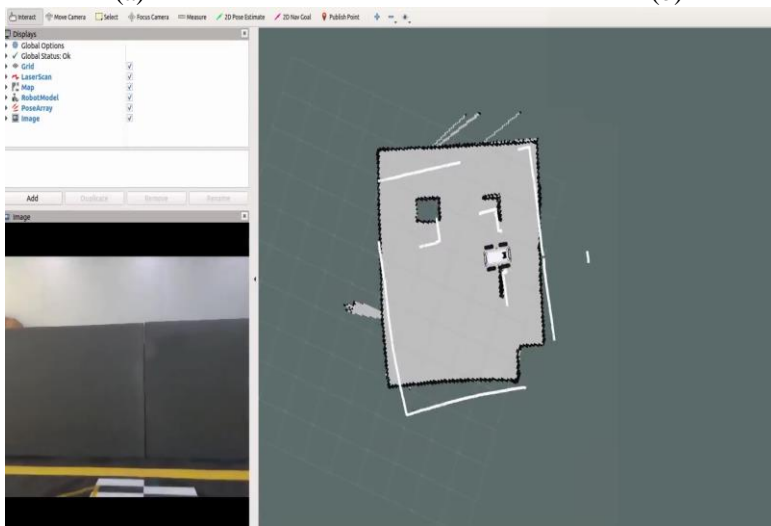 (a) (b)
Interact Move Camera Select Focus Camera Measure 2D Pose Estimate 2D Nav Goal Publish Point
Displays
Global Options
Global Status: Ok
Grid
LaserScan
Map
RobotModel
PoseArray
Image
Add Duplicate Remove Rename
Image